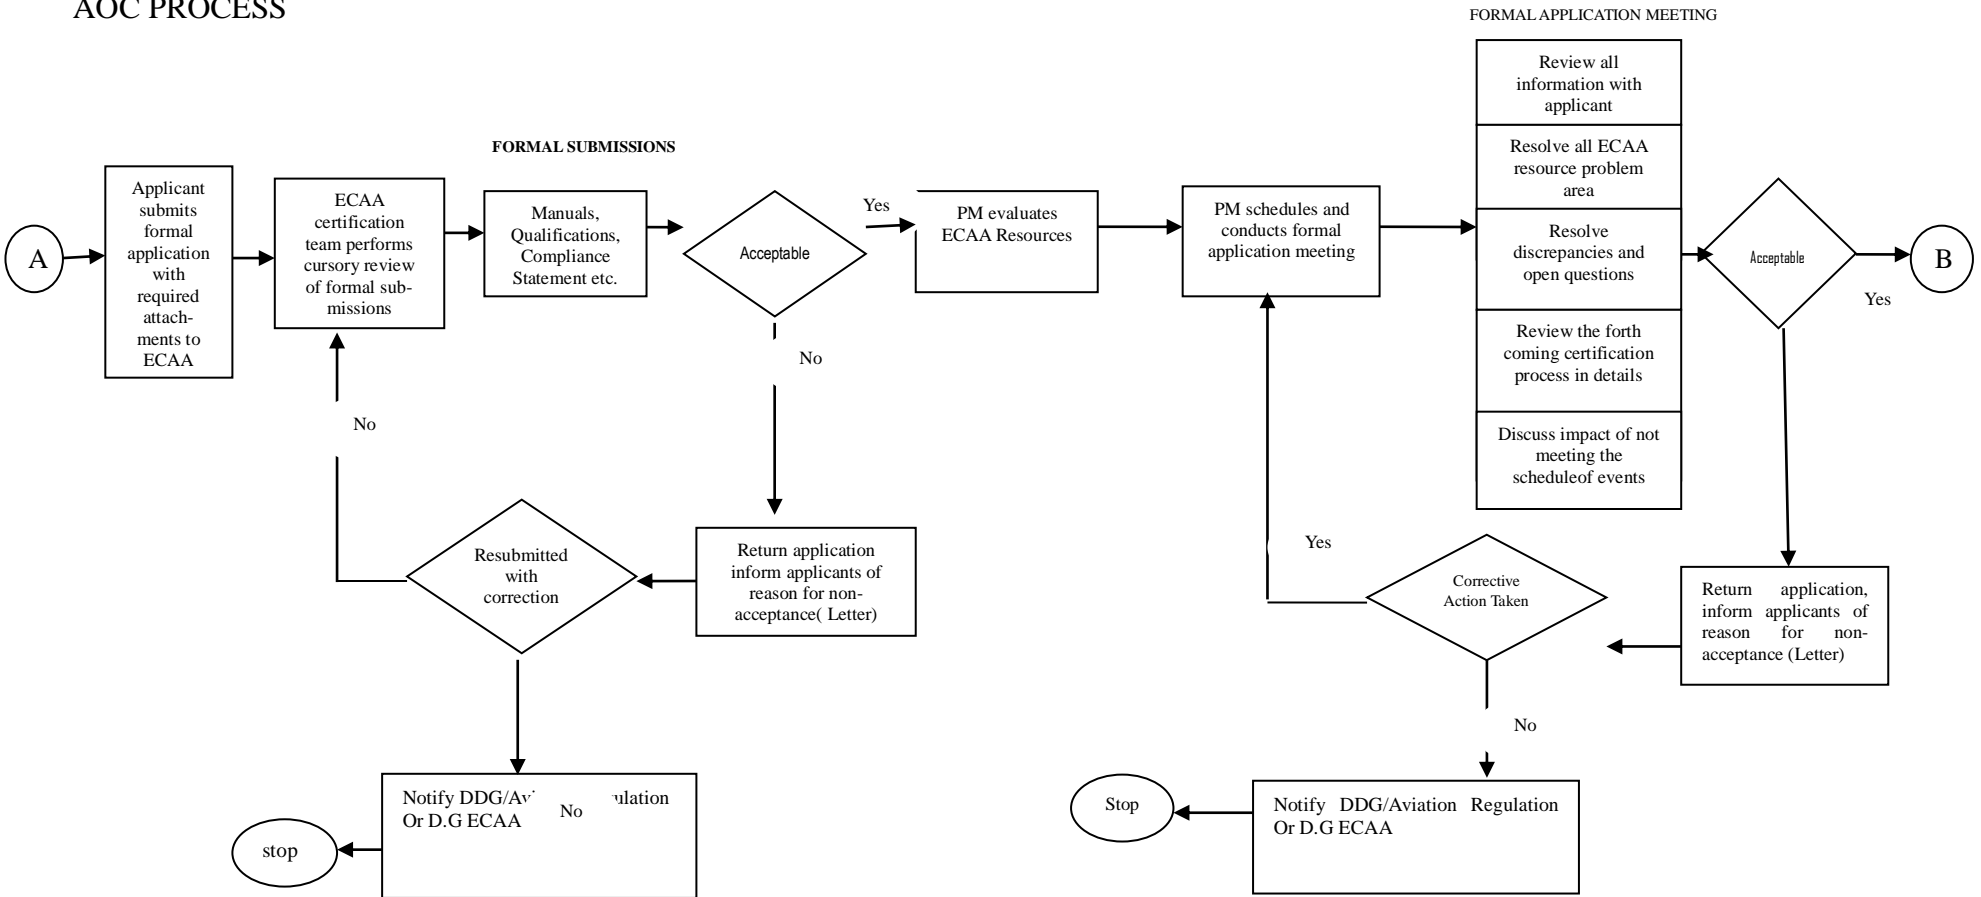 AOC PROCESS
FORMAL APPLICATION MEETING
FORMAL SUBMISSIONS
A
Applicant
submits
formal
application
with
required
attach-
ments to
ECAA
ECAA
certification
team performs
cursory review
of formal sub-
missions
Manuals,
Qualifications,
Compliance
Statement etc.
Acceptable
Yes
PM evaluates
ECAA Resources
PM schedules and
conducts formal
application meeting
Review all
information with
applicant
Resolve all ECAA
resource problem
area
Resolve
discrepancies and
open questions
Review the forth
coming certification
process in details
Discuss impact of not
meeting the
scheduleof events
Acceptable
Yes
B
No
No
Resubmitted
with
correction
Return application
inform applicants of
reason for non-
acceptance( Letter)
Yes
Corrective
Action Taken
Return application,
inform applicants of
reason for non-
acceptance (Letter)
No
Notify DDG/Av ulation
Or D.G ECAA
No
stop
Stop
Notify DDG/Aviation Regulation
Or D.G ECAA